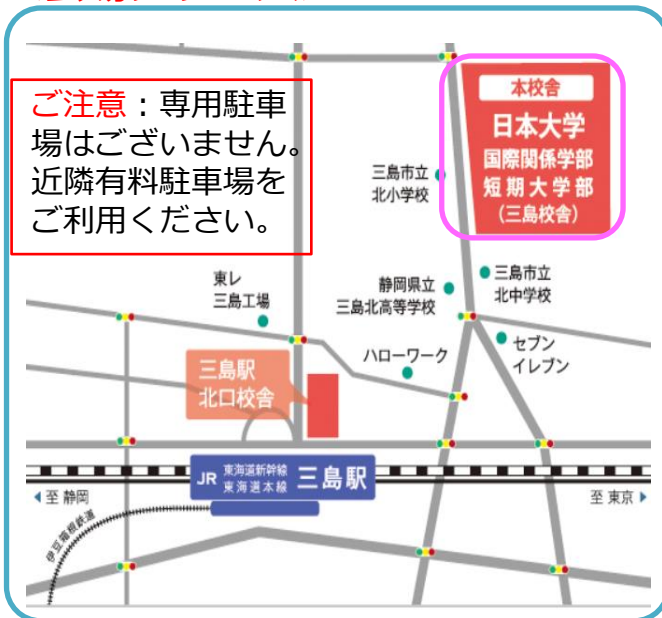 ご注意：専用駐車
場はございません。
近隣有料駐車場を
ご利用ください。
本校舎
日本大学
国際関係学部
短期大学部
(三島校舎)
三島市立
北小学校
東レ
三島工場
静岡県立
三島北高等学校
三島市立
北中学校
ハローワーク
セブン
イレブン
三島駅
北口校舎
JR 東海道新幹線
東海道本線 三島駅
◀至 静岡
至 東京▶
伊豆箱根鉄道